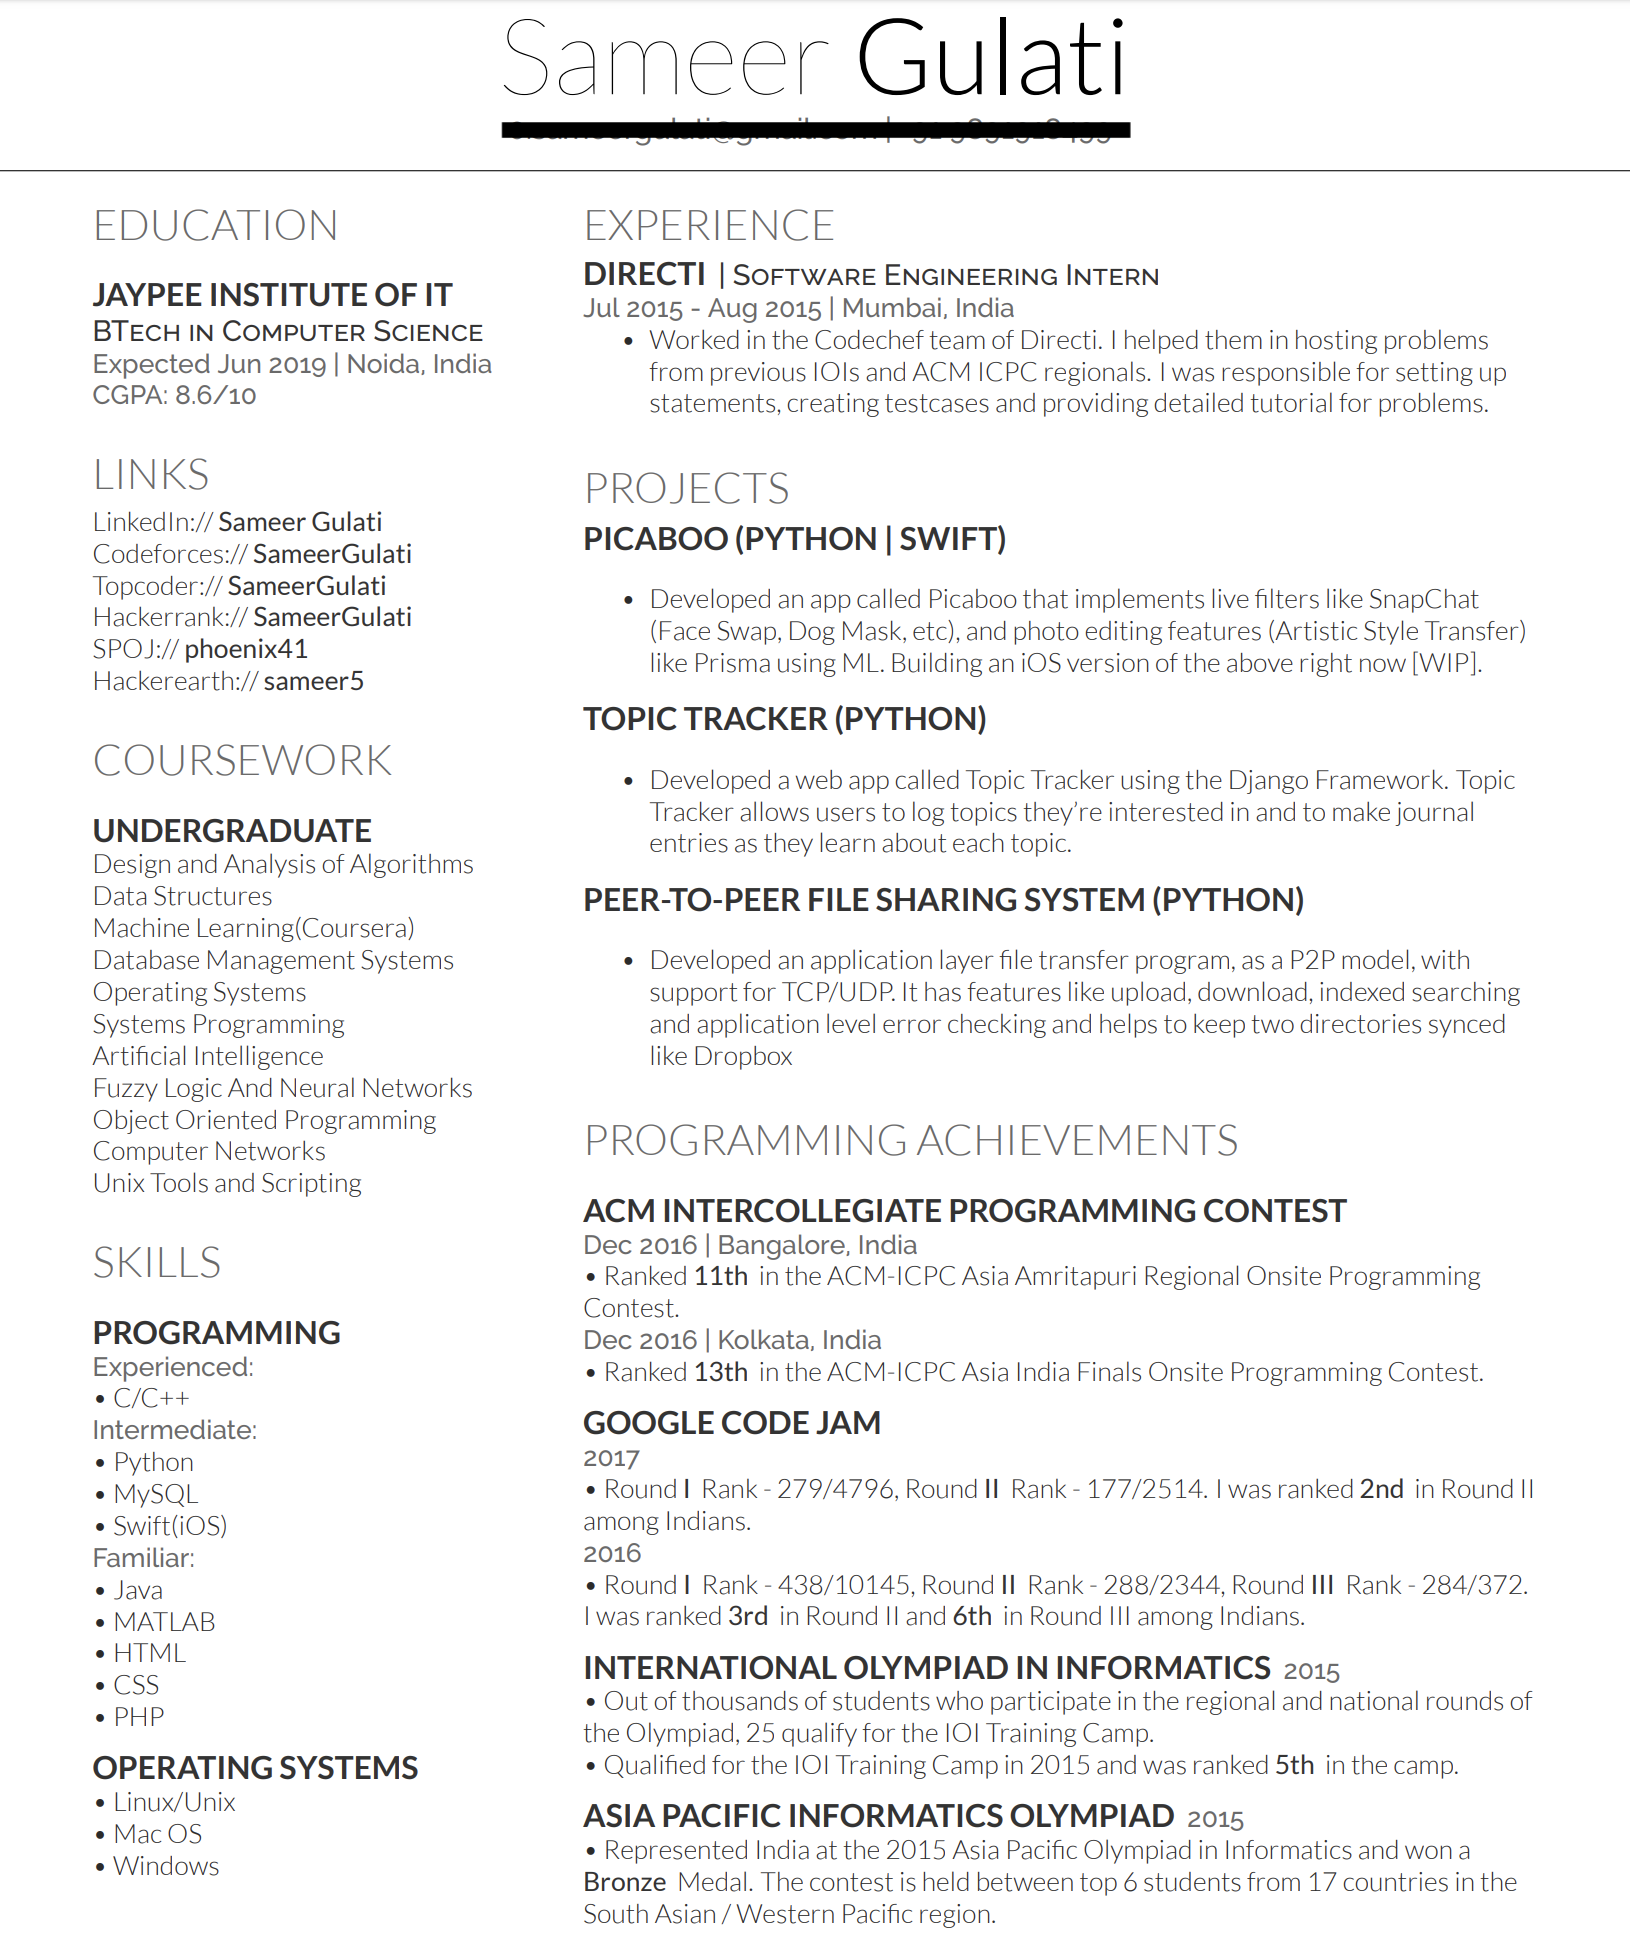 Sameer Gulati
EDUCATION
JAYPEE INSTITUTE OF IT
BTECH IN COMPUTER SCIENCE
Expected Jun 2019 | Noida, India
CGPA: 8.6/10
LINKS
LinkedIn:// Sameer Gulati
Codeforces:// SameerGulati
Topcoder:// SameerGulati
Hackerrank:// SameerGulati
SPOJ:// phoenix41
Hackerearth:// sameer5
COURSEWORK
UNDERGRADUATE
Design and Analysis of Algorithms
Data Structures
Machine Learning(Coursera)
Database Management Systems
Operating Systems
Systems Programming
Artificial Intelligence
Fuzzy Logic And Neural Networks
Object Oriented Programming
Computer Networks
Unix Tools and Scripting
SKILLS
PROGRAMMING
Experienced:
• C/C++
Intermediate:
• Python
• MySQL
• Swift(iOS)
Familiar:
• Java
• MATLAB
• HTML
• CSS
• PHP
OPERATING SYSTEMS
• Linux/Unix
• Mac OS
• Windows
EXPERIENCE
DIRECTI | SOFTWARE ENGINEERING INTERN
Jul 2015 - Aug 2015 | Mumbai, India
• Worked in the Codechef team of Directi. I helped them in hosting problems
from previous IOIs and ACM ICPC regionals. I was responsible for setting up
statements, creating testcases and providing detailed tutorial for problems.
PROJECTS
PICABOO (PYTHON | SWIFT)
• Developed an app called Picaboo that implements live filters like SnapChat
(Face Swap, Dog Mask, etc), and photo editing features (Artistic Style Transfer)
like Prisma using ML. Building an iOS version of the above right now [WIP].
TOPIC TRACKER (PYTHON)
• Developed a web app called Topic Tracker using the Django Framework. Topic
Tracker allows users to log topics they're interested in and to make journal
entries as they learn about each topic.
PEER-TO-PEER FILE SHARING SYSTEM (PYTHON)
• Developed an application layer file transfer program, as a P2P model, with
support for TCP/UDP. It has features like upload, download, indexed searching
and application level error checking and helps to keep two directories synced
like Dropbox
PROGRAMMING ACHIEVEMENTS
ACM INTERCOLLEGIATE PROGRAMMING CONTEST
Dec 2016 | Bangalore, India
• Ranked 11th in the ACM-ICPC Asia Amritapuri Regional Onsite Programming
Contest.
Dec 2016 | Kolkata, India
• Ranked 13th in the ACM-ICPC Asia India Finals Onsite Programming Contest.
GOOGLE CODE JAM
2017
• Round I Rank - 279/4796, Round II Rank - 177/2514. I was ranked 2nd in Round II
among Indians.
2016
• Round I Rank - 438/10145, Round II Rank - 288/2344, Round III Rank - 284/372.
I was ranked 3rd in Round II and 6th in Round III among Indians.
INTERNATIONAL OLYMPIAD IN INFORMATICS 2015
• Out of thousands of students who participate in the regional and national rounds of
the Olympiad, 25 qualify for the IOI Training Camp.
• Qualified for the IOI Training Camp in 2015 and was ranked 5th in the camp.
ASIA PACIFIC INFORMATICS OLYMPIAD 2015
• Represented India at the 2015 Asia Pacific Olympiad in Informatics and won a
Bronze Medal. The contest is held between top 6 students from 17 countries in the
South Asian / Western Pacific region.